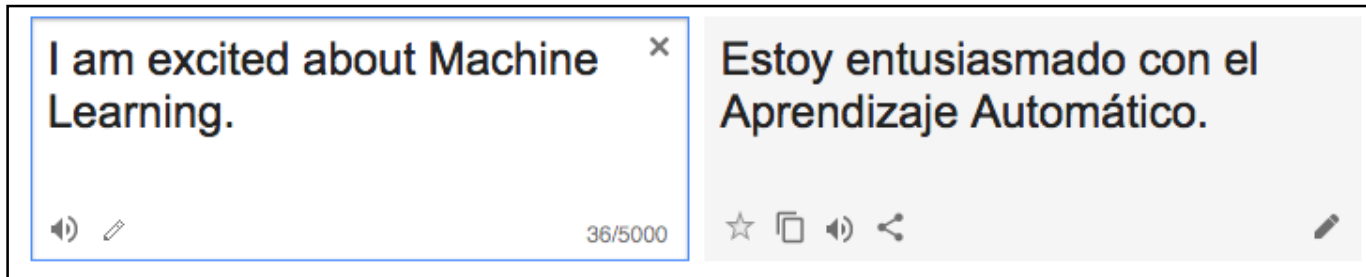 I am excited about Machine
Learning.
36/5000
Estoy entusiasmado con el
Aprendizaje Automático.